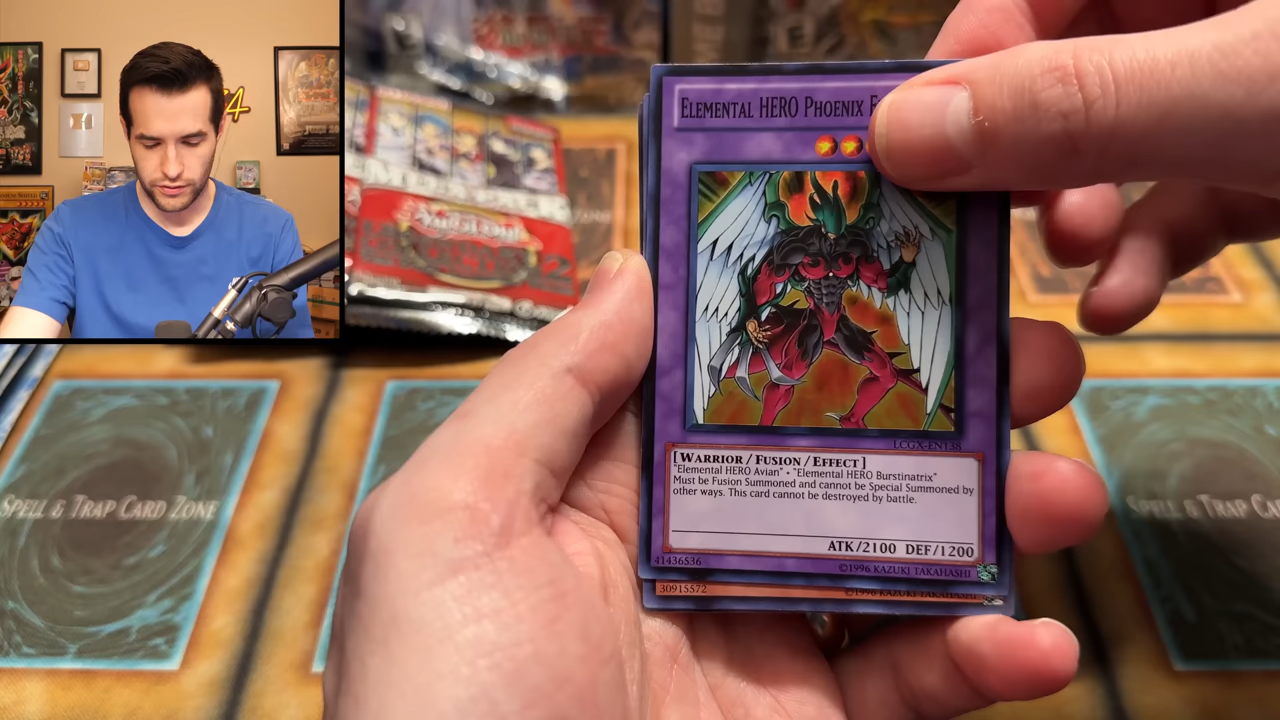 ELEMENTAL HERO PHOENIX
LCGX-EN138
[WARRIOR / FUSION / EFFECT]
"Elemental HERO Avian" • "Elemental HERO Burstinatrix"
Must be Fusion Summoned and cannot be Special Summoned by
other ways. This card cannot be destroyed by battle.
ATK/2100 DEF/1200
41436536
©1996 KAZUKI TAKAHASHI
30915572
©1996 KAZUKI TAKAHASHI
SPELL & TRAP CARD ZONE
SPELL & TRAP